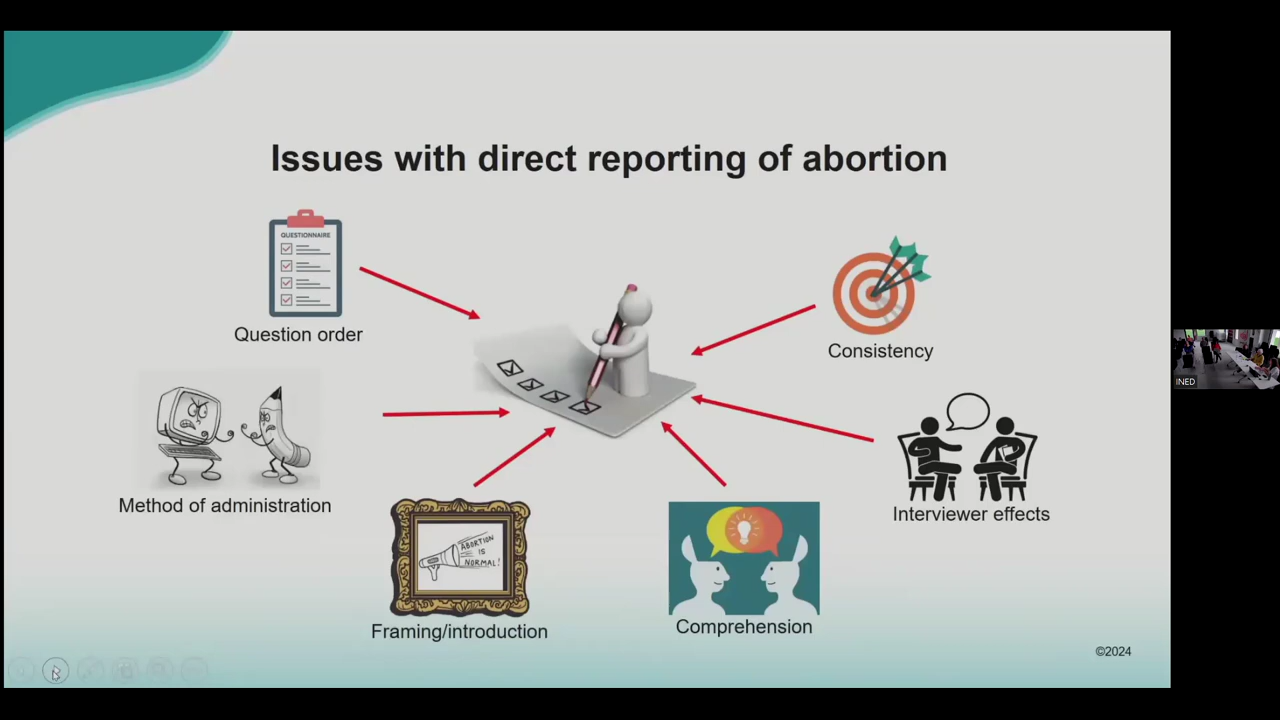 Issues with direct reporting of abortion
QUESTIONNAIRE
Question order
Consistency
INED
Method of administration
Interviewer effects
ABORTION
IS
NORMAL!
Framing/introduction
Comprehension
©2024